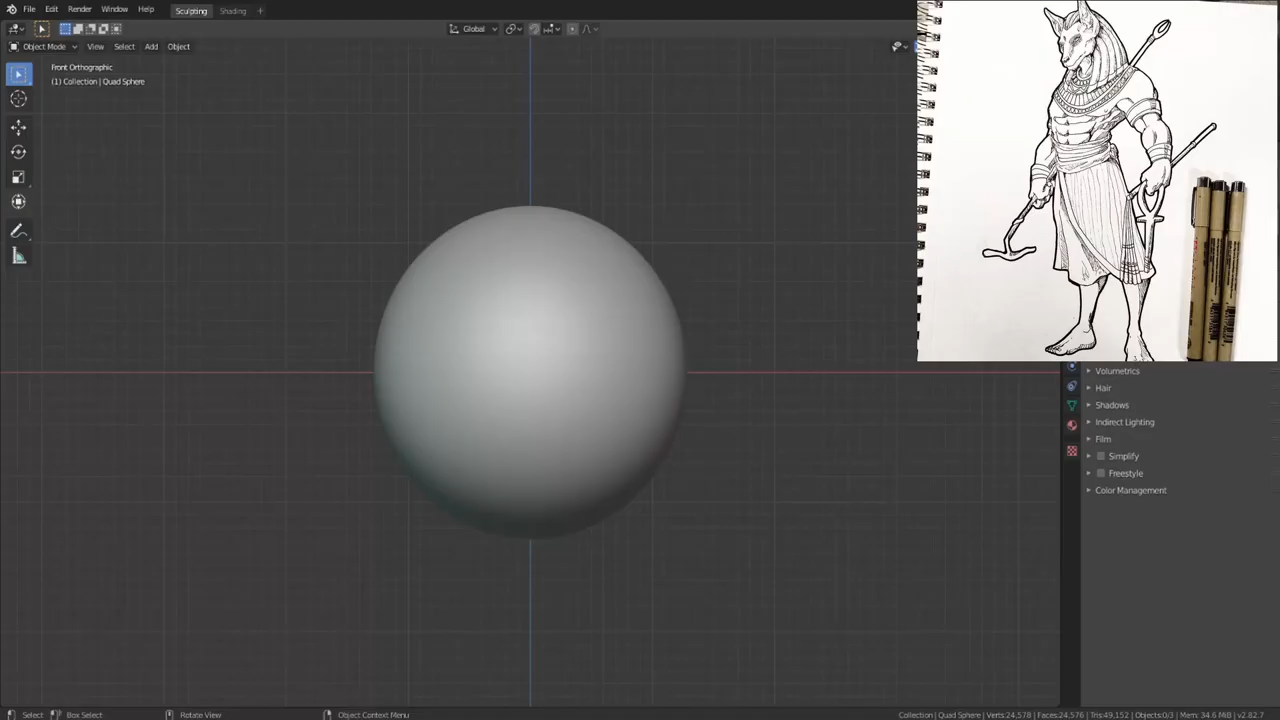 File Edit Render Window Help Sculpting Shading
Global
Object Mode View Select Add Object
Front Orthographic
(1) Collection | Quad Sphere
Volumetrics
Hair
Shadows
Indirect Lighting
Film
Simplify
Freestyle
Color Management
Select Box Select Rotate View Object Context Menu Collection | Quad Sphere | Verts:24,578 | Faces:24,576 | Tris:49,152 | Objects:0/3 | Mem: 34.6 MiB | v2.82.7